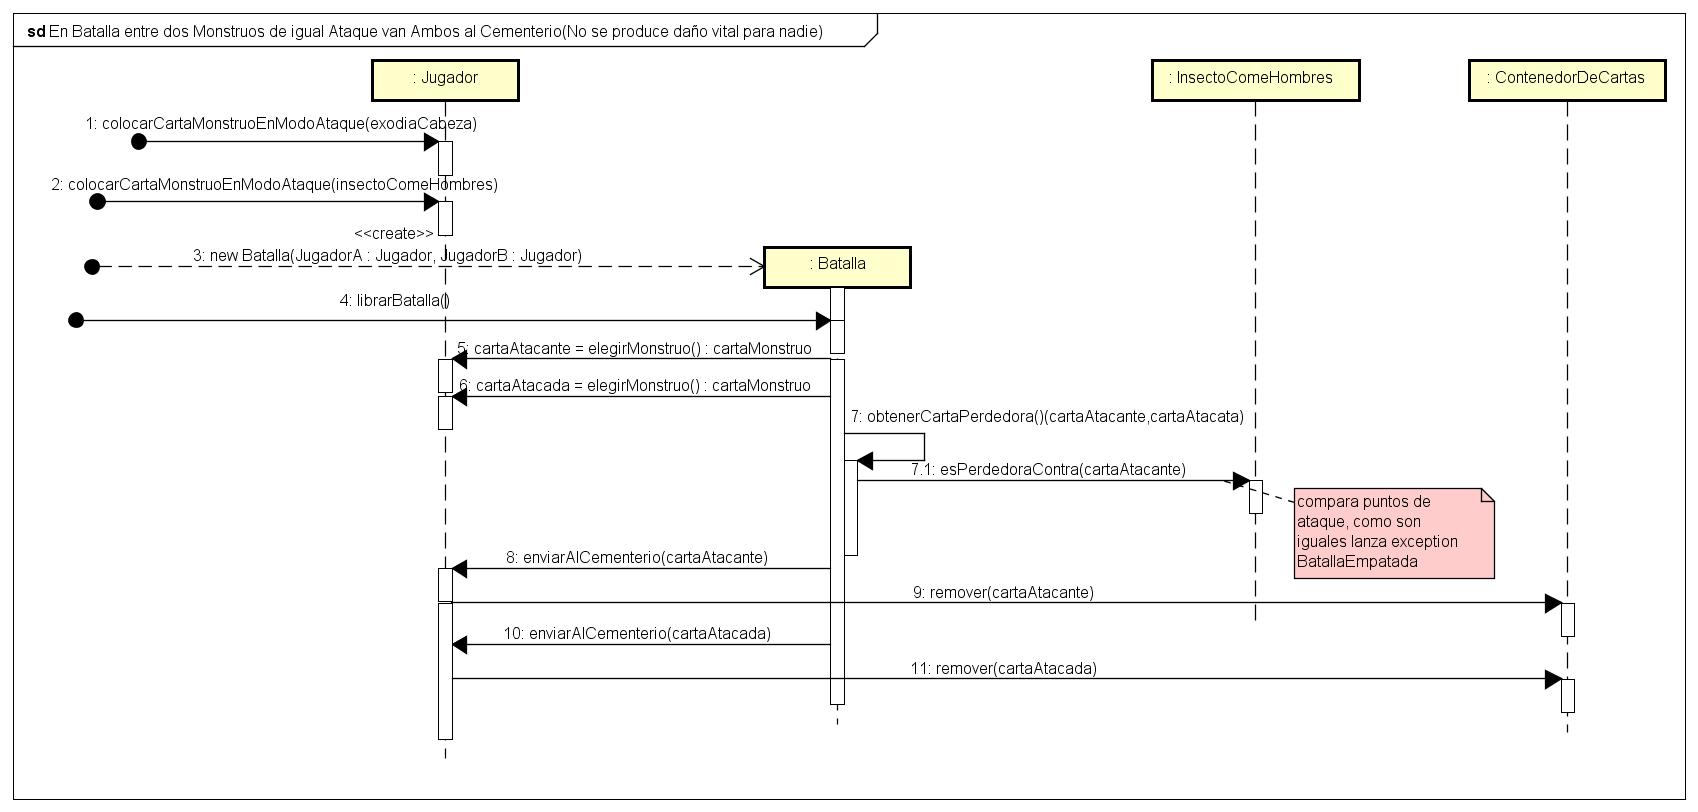 sd En Batalla entre dos Monstruos de igual Ataque van Ambos al Cementerio(No se produce daño vital para nadie)
: Jugador
: InsectoComeHombres
: ContenedorDeCartas
1: colocarCartaMonstruoEnModoAtaque(exodiaCabeza)
2: colocarCartaMonstruoEnModoAtaque(insectoComeHombres)
<<create>>
3: new Batalla(JugadorA : Jugador, JugadorB : Jugador)
: Batalla
4: librarBatalla()
5: cartaAtacante = elegirMonstruo() : cartaMonstruo
6: cartaAtacada = elegirMonstruo() : cartaMonstruo
7: obtenerCartaPerdedora()(cartaAtacante,cartaAtacata)
7.1: esPerdedoraContra(cartaAtacante)
compara puntos de
ataque, como son
iguales lanza exception
BatallaEmpatada
8: enviarAlCementerio(cartaAtacante)
9: remover(cartaAtacante)
10: enviarAlCementerio(cartaAtacada)
11: remover(cartaAtacada)